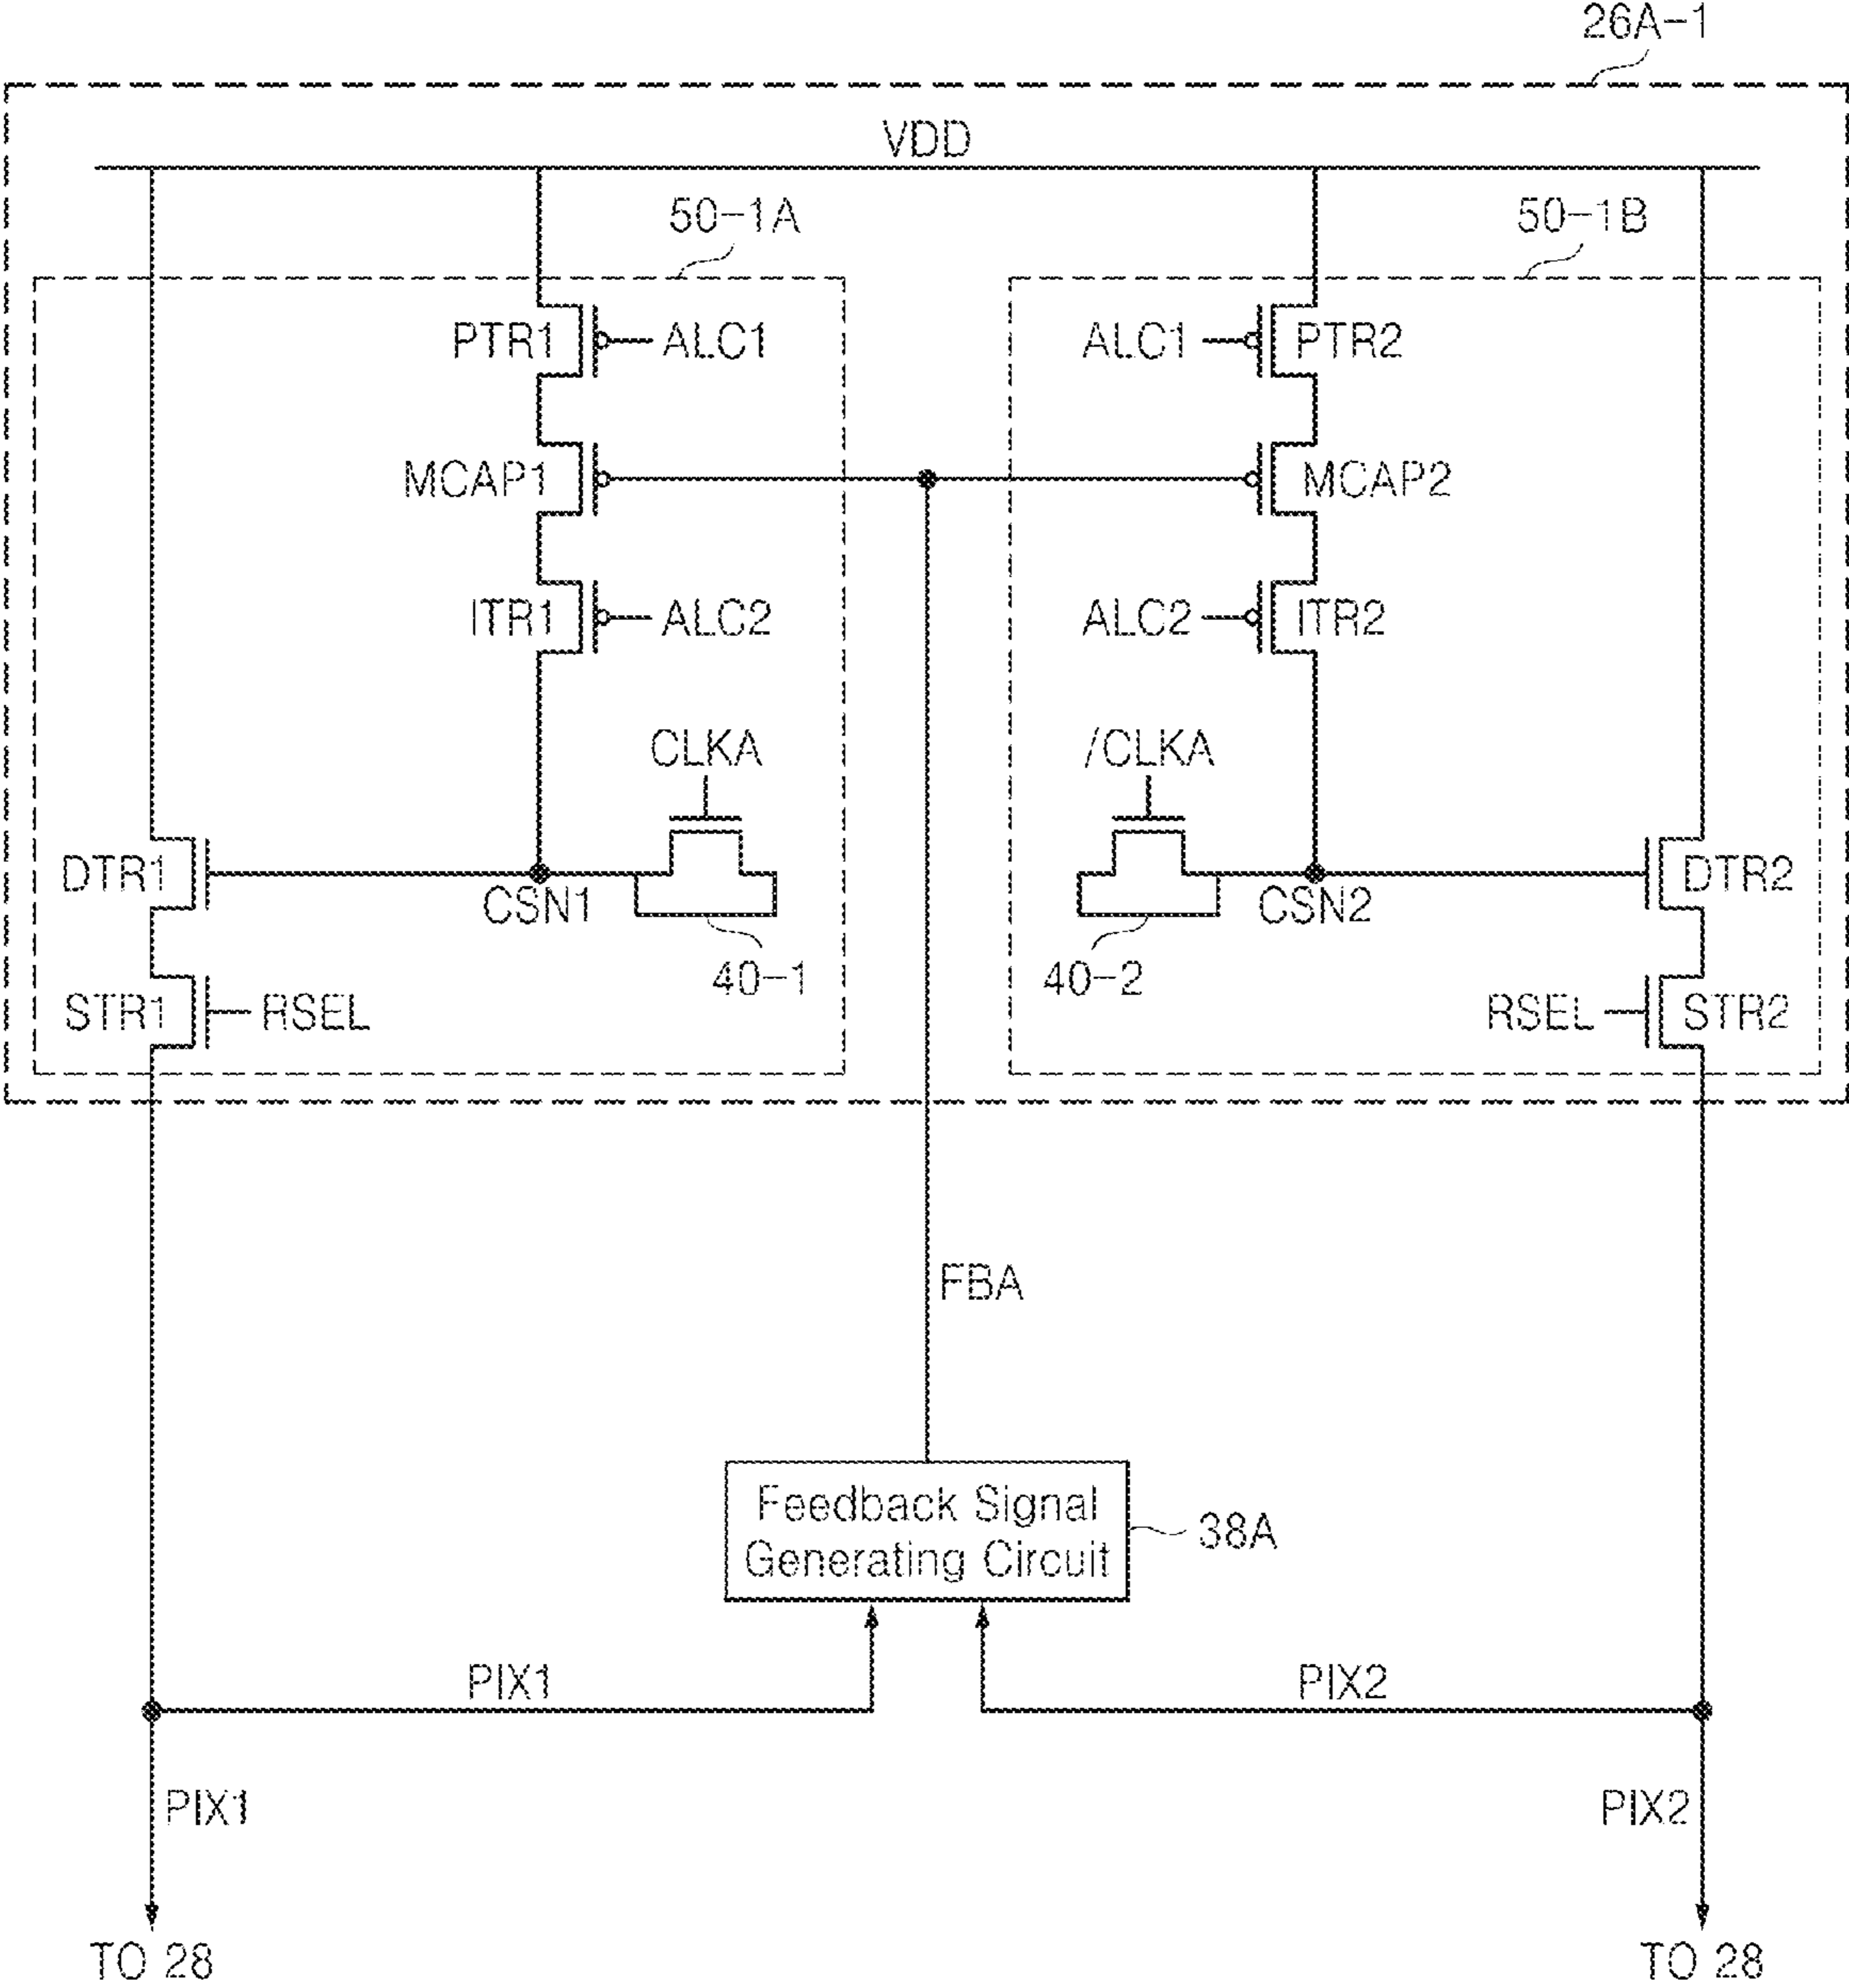 26A-1
VDD
50-1A
50-1B
PTR1
ALC1
ALC1
PTR2
MCAP1
MCAP2
ITR1
ALC2
ALC2
ITR2
CLKA
/CLKA
DTR1
CSN1
CSN2
DTR2
40-1
40-2
STR1
RSEL
RSEL
STR2
FBA
Feedback Signal
Generating Circuit
38A
PIX1
PIX2
PIX1
PIX2
TO 28
TO 28